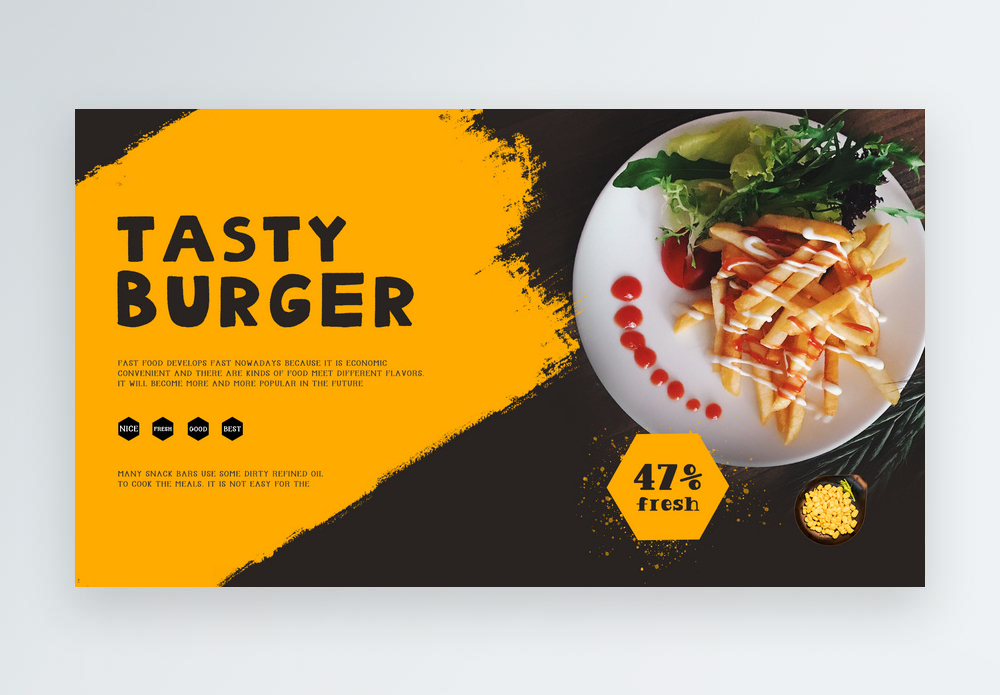 TASTY
BURGER
FAST FOOD DEVELOPS FAST NOWADAYS BECAUSE IT IS ECONOMIC
CONVENIENT AND THERE ARE KINDS OF FOOD MEET DIFFERENT FLAVORS.
IT WILL BECOME MORE AND MORE POPULAR IN THE FUTURE
NICE FRESH GOOD BEST
MANY SNACK BARS USE SOME DIRTY REFINED OIL
TO COOK THE MEALS. IT IS NOT EASY FOR THE
47%
fresh